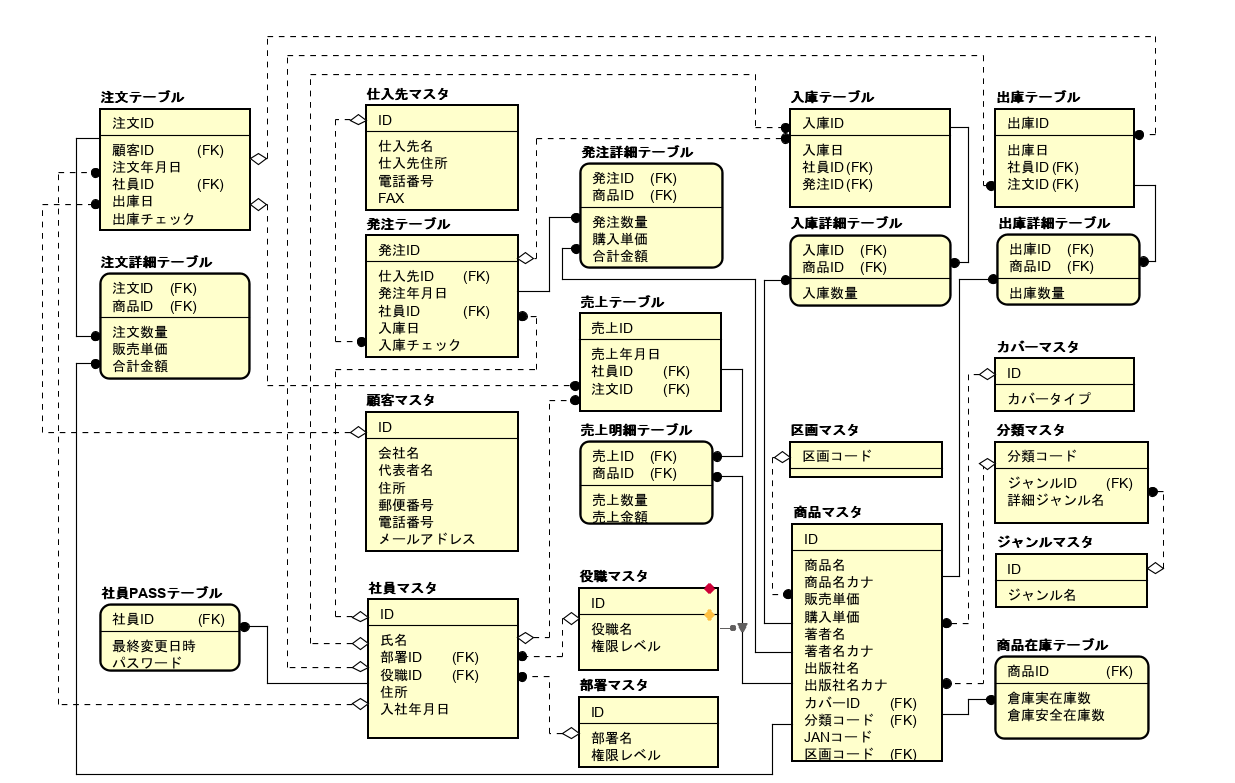 注文テーブル
注文ID
顧客ID (FK)
注文年月日
社員ID (FK)
出庫日
出庫チェック
注文詳細テーブル
注文ID (FK)
商品ID (FK)
注文数量
販売単価
合計金額
社員PASSテーブル
社員ID (FK)
最終変更日時
パスワード
仕入先マスタ
ID
仕入先名
仕入先住所
電話番号
FAX
発注テーブル
発注ID
仕入先ID (FK)
発注年月日
社員ID (FK)
入庫日
入庫チェック
顧客マスタ
ID
会社名
代表者名
住所
郵便番号
電話番号
メールアドレス
社員マスタ
ID
氏名
部署ID (FK)
役職ID (FK)
住所
入社年月日
発注詳細テーブル
発注ID (FK)
商品ID (FK)
発注数量
購入単価
合計金額
売上テーブル
売上ID
売上年月日
社員ID (FK)
注文ID (FK)
売上明細テーブル
売上ID (FK)
商品ID (FK)
売上数量
売上金額
役職マスタ
ID
役職名
権限レベル
部署マスタ
ID
部署名
権限レベル
入庫テーブル
入庫ID
入庫日
社員ID (FK)
発注ID (FK)
入庫詳細テーブル
入庫ID (FK)
商品ID (FK)
入庫数量
区画マスタ
区画コード
商品マスタ
ID
商品名
商品名カナ
販売単価
購入単価
著者名
著者名カナ
出版社名
出版社名カナ
カバーID (FK)
分類コード (FK)
JANコード
区画コード (FK)
出庫テーブル
出庫ID
出庫日
社員ID (FK)
注文ID (FK)
出庫詳細テーブル
出庫ID (FK)
商品ID (FK)
出庫数量
カバーマスタ
ID
カバータイプ
分類マスタ
分類コード
ジャンルID (FK)
詳細ジャンル名
ジャンルマスタ
ID
ジャンル名
商品在庫テーブル
商品ID (FK)
倉庫実在庫数
倉庫安全在庫数